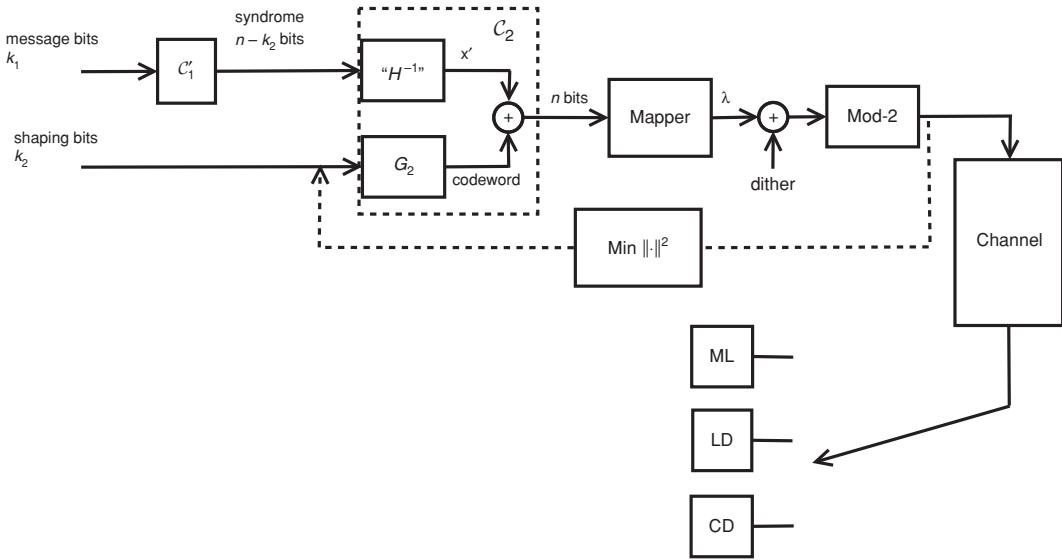 message bits
k₁
𝒞′₁
syndrome
n – k₂ bits
𝒞₂
“H⁻¹”
x′
+
n bits
Mapper
λ
+
Mod-2
shaping bits
k₂
G₂
codeword
dither
Min ‖·‖²
Channel
ML
LD
CD